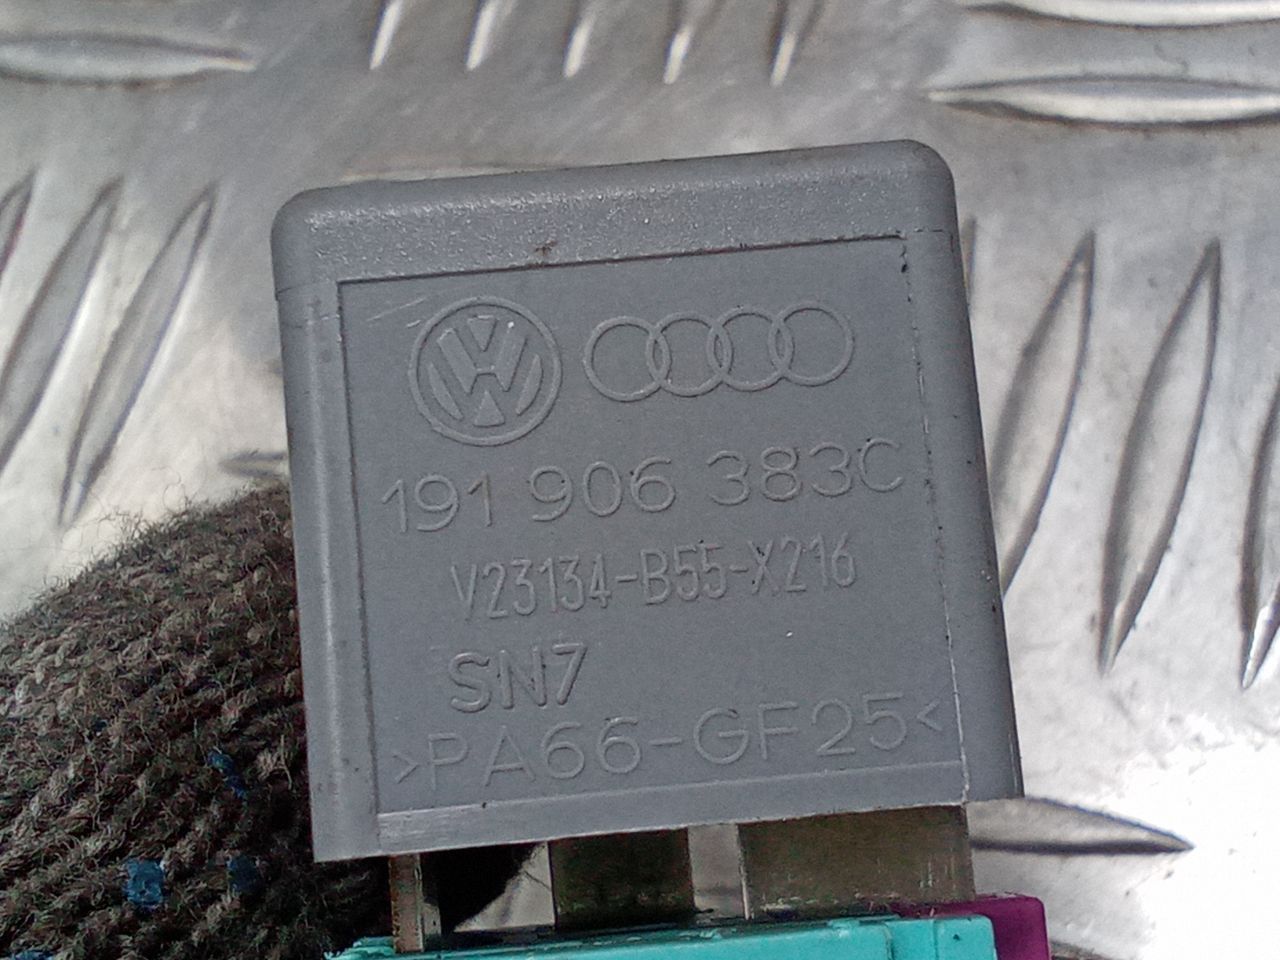 191 906 383C
V23134-B55-X216
SN7
>PA66-GF25<